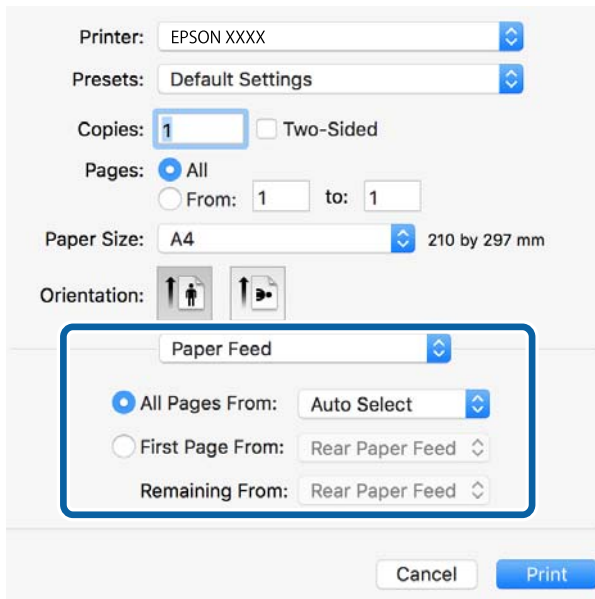 Printer: EPSON XXXX
Presets: Default Settings
Copies: 1 Two-Sided
Pages: All
From: 1 to: 1
Paper Size: A4 210 by 297 mm
Orientation:
Paper Feed
All Pages From: Auto Select
First Page From: Rear Paper Feed
Remaining From: Rear Paper Feed
Cancel Print